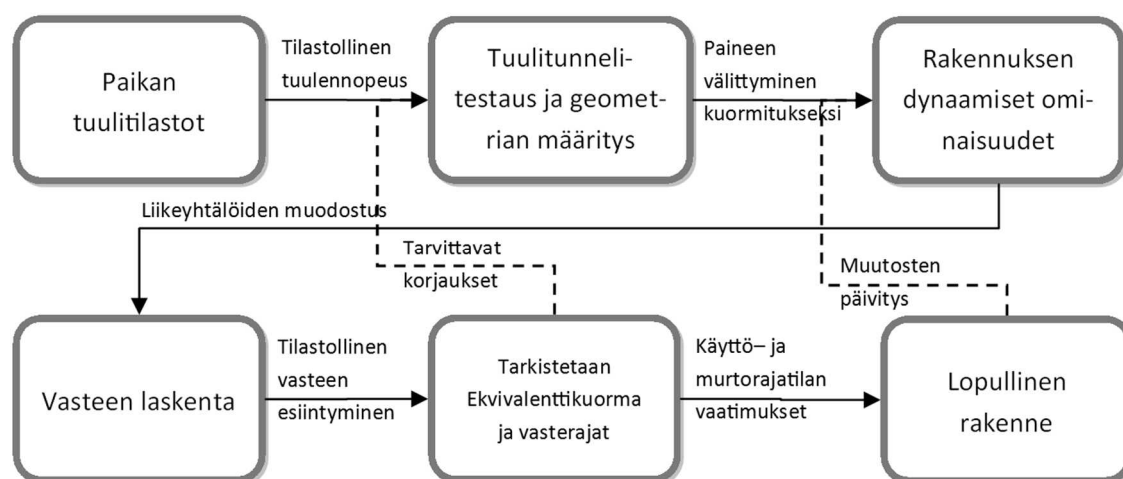 Paikan
tuulitilastot
Tilastollinen
tuulennopeus
Tuulitunneli-
testaus ja geomet-
rian määritys
Paineen
välittyminen
kuormitukseksi
Rakennuksen
dynaamiset omi-
naisuudet
Liikeyhtälöiden muodostus
Tarvittavat
korjaukset
Muutosten
päivitys
Vasteen laskenta
Tilastollinen
vasteen
esiintyminen
Tarkistetaan
Ekvivalenttikuorma
ja vasterajat
Käyttö– ja
murtorajatilan
vaatimukset
Lopullinen
rakenne